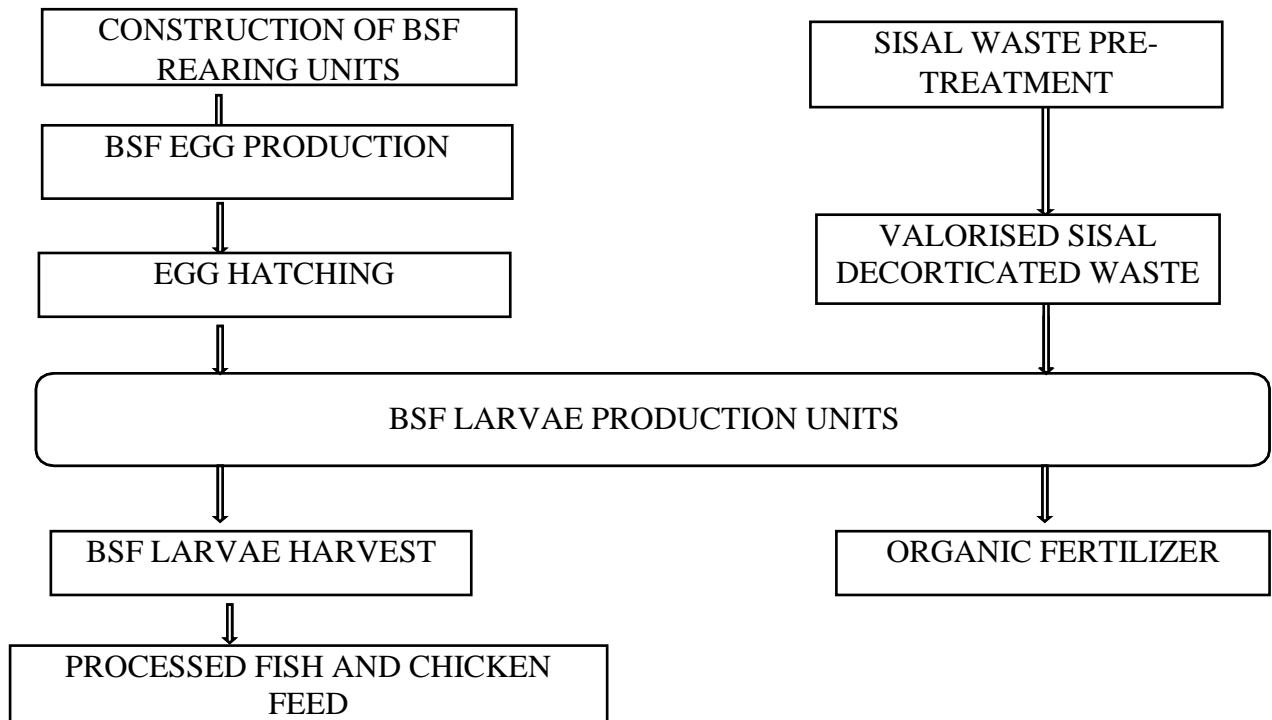 CONSTRUCTION OF BSF
REARING UNITS
SISAL WASTE PRE-
TREATMENT
BSF EGG PRODUCTION
EGG HATCHING
VALORISED SISAL
DECORTICATED WASTE
BSF LARVAE PRODUCTION UNITS
BSF LARVAE HARVEST
ORGANIC FERTILIZER
PROCESSED FISH AND CHICKEN
FEED